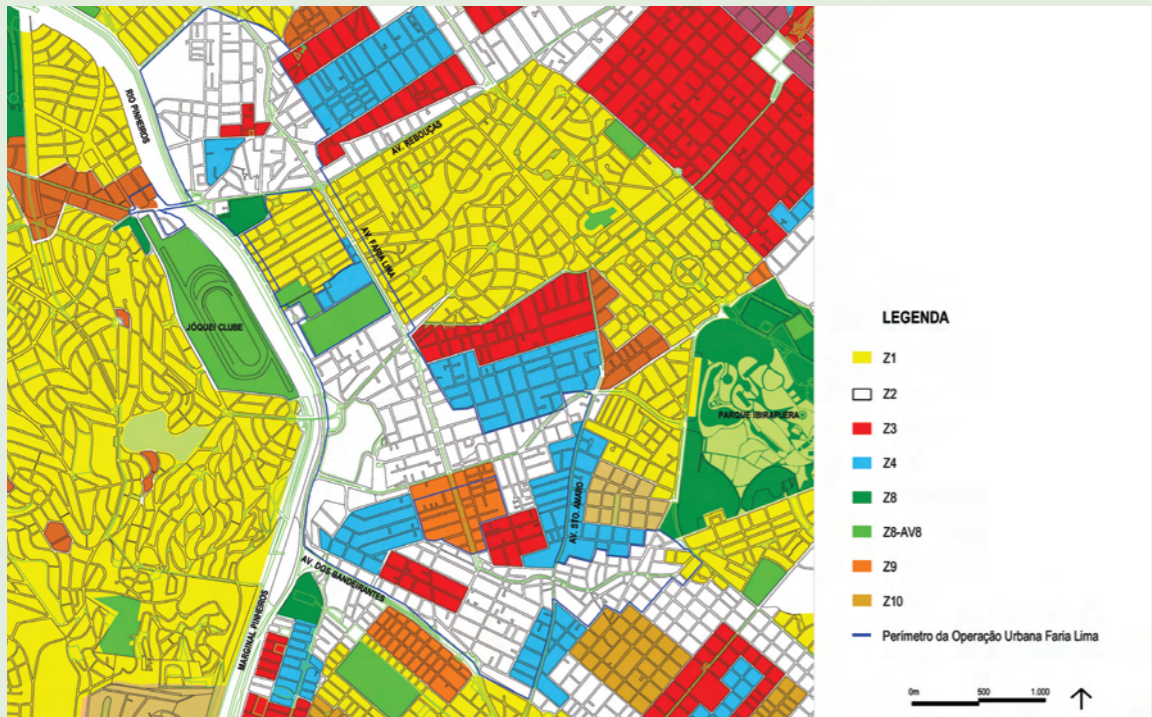 RIO PINHEIROS
AV. REBOUÇAS
AV. FARIA LIMA
JÓQUEI CLUBE
PARQUE IBIRAPUERA
AV. STO. AMARO
AV. DOS BANDEIRANTES
MARGINAL PINHEIROS
LEGENDA
Z1
Z2
Z3
Z4
Z8
Z8-AV8
Z9
Z10
Perímetro da Operação Urbana Faria Lima
0m 500 1.000